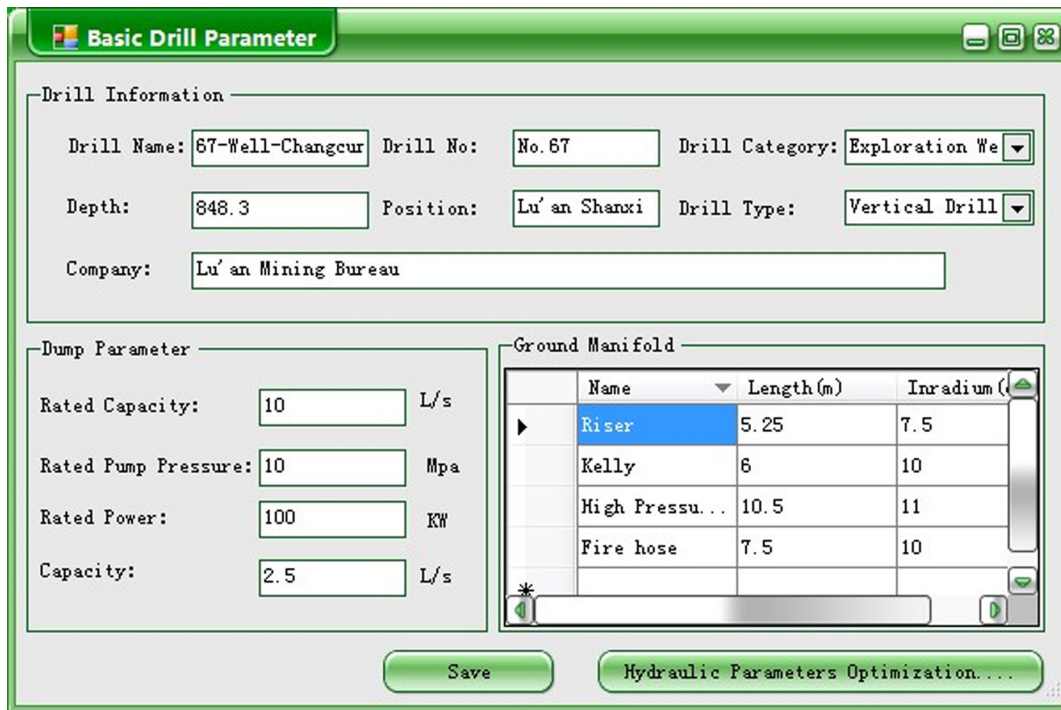 Basic Drill Parameter
Drill Information
Drill Name: 67-Well-Changcur Drill No: No.67 Drill Category: Exploration We
Depth: 848.3 Position: Lu'an Shanxi Drill Type: Vertical Drill
Company: Lu'an Mining Bureau
Dump Parameter
Rated Capacity: 10 L/s
Rated Pump Pressure: 10 Mpa
Rated Power: 100 KW
Capacity: 2.5 L/s
Ground Manifold
Name Length(m) Inradium(
Riser 5.25 7.5
Kelly 6 10
High Pressu... 10.5 11
Fire hose 7.5 10
Save Hydraulic Parameters Optimization....